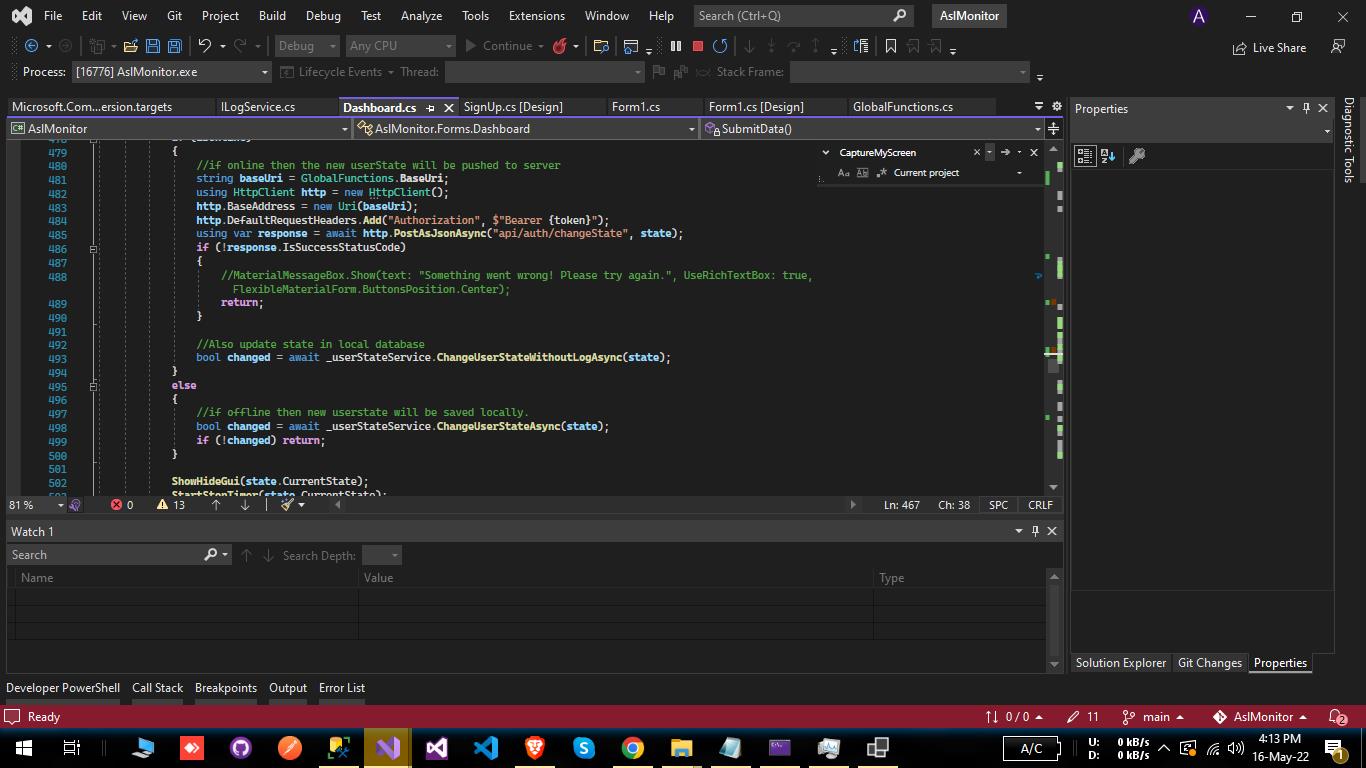 File Edit View Git Project Build Debug Test Analyze Tools Extensions Window Help Search (Ctrl+Q) AslMonitor A
Debug Any CPU Continue Live Share
Process: [16776] AslMonitor.exe Lifecycle Events Thread: Stack Frame:
Microsoft.Com...ersion.targets ILogService.cs Dashboard.cs SignUp.cs [Design] Form1.cs Form1.cs [Design] GlobalFunctions.cs
AslMonitor AslMonitor.Forms.Dashboard SubmitData()
CaptureMyScreen
Aa Ab .* Current project
479 {
480 //if online then the new userState will be pushed to server
481 string baseUri = GlobalFunctions.BaseUri;
482 using HttpClient http = new HttpClient();
483 http.BaseAddress = new Uri(baseUri);
484 http.DefaultRequestHeaders.Add("Authorization", $"Bearer {token}");
485 using var response = await http.PostAsJsonAsync("api/auth/changeState", state);
486 if (!response.IsSuccessStatusCode)
487 {
488 //MaterialMessageBox.Show(text: "Something went wrong! Please try again.", UseRichTextBox: true,
FlexibleMaterialForm.ButtonsPosition.Center);
489 return;
490 }
491
492 //Also update state in local database
493 bool changed = await _userStateService.ChangeUserStateWithoutLogAsync(state);
494 }
495 else
496 {
497 //if offline then new userstate will be saved locally.
498 bool changed = await _userStateService.ChangeUserStateAsync(state);
499 if (!changed) return;
500 }
501
502 ShowHideGui(state.CurrentState);
503 StartStopTimer(state.CurrentState);
81 % 0 13 Ln: 467 Ch: 38 SPC CRLF
Watch 1
Search Search Depth:
Name Value Type
Developer PowerShell Call Stack Breakpoints Output Error List
Properties
Diagnostic Tools
Solution Explorer Git Changes Properties
Ready 0 / 0 11 main AslMonitor 2
A/C U: 0 kB/s 4:13 PM
D: 0 kB/s 16-May-22 1